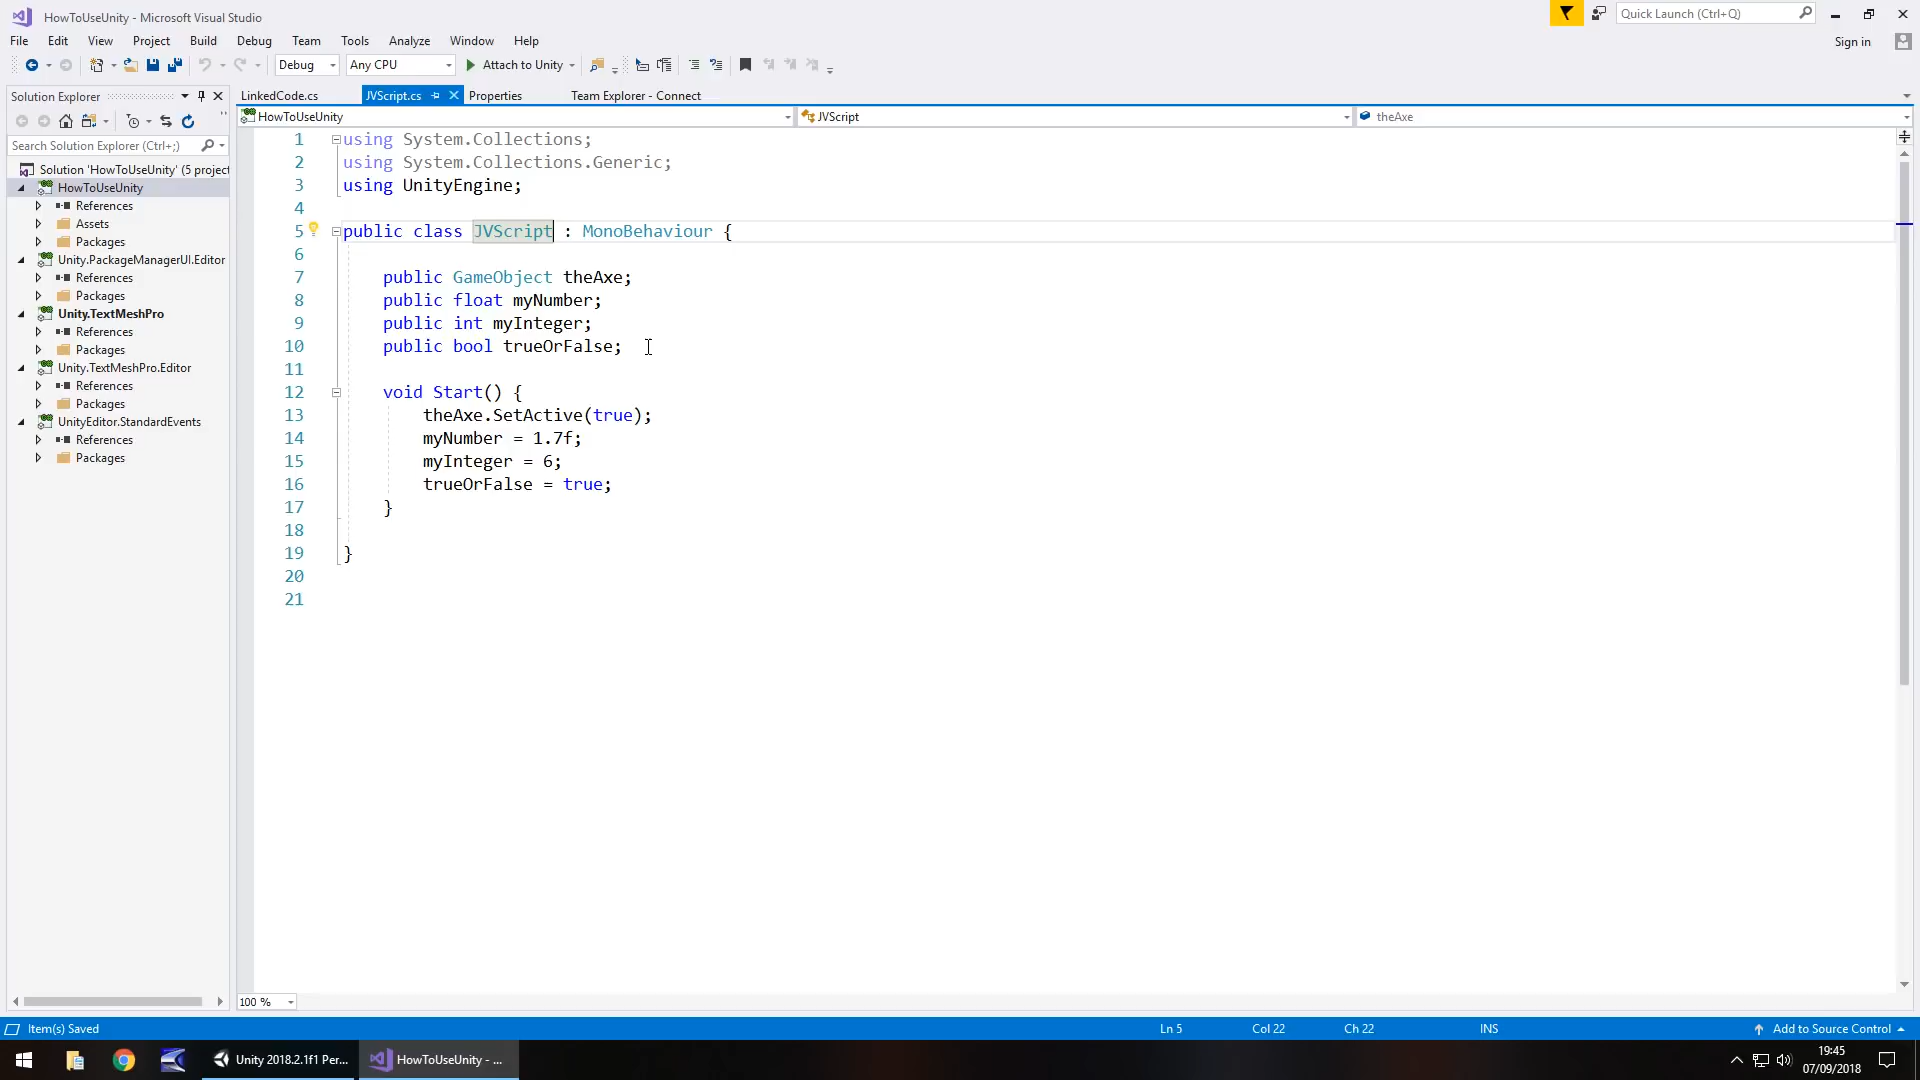 HowToUseUnity - Microsoft Visual Studio
Quick Launch (Ctrl+Q)
File Edit View Project Build Debug Team Tools Analyze Window Help
Sign in
Debug Any CPU Attach to Unity
Solution Explorer
LinkedCode.cs JVScript.cs Properties Team Explorer - Connect
HowToUseUnity JVScript theAxe
Search Solution Explorer (Ctrl+;)
Solution 'HowToUseUnity' (5 project
HowToUseUnity
References
Assets
Packages
Unity.PackageManagerUI.Editor
References
Packages
Unity.TextMeshPro
References
Packages
Unity.TextMeshPro.Editor
References
Packages
UnityEditor.StandardEvents
References
Packages
1 using System.Collections;
2 using System.Collections.Generic;
3 using UnityEngine;
4
5 public class JVScript : MonoBehaviour {
6
7 public GameObject theAxe;
8 public float myNumber;
9 public int myInteger;
10 public bool trueOrFalse;
11
12 void Start() {
13 theAxe.SetActive(true);
14 myNumber = 1.7f;
15 myInteger = 6;
16 trueOrFalse = true;
17 }
18
19 }
20
21
100 %
Item(s) Saved Ln 5 Col 22 Ch 22 INS Add to Source Control
Unity 2018.2.1f1 Per... HowToUseUnity - ...
19:45
07/09/2018